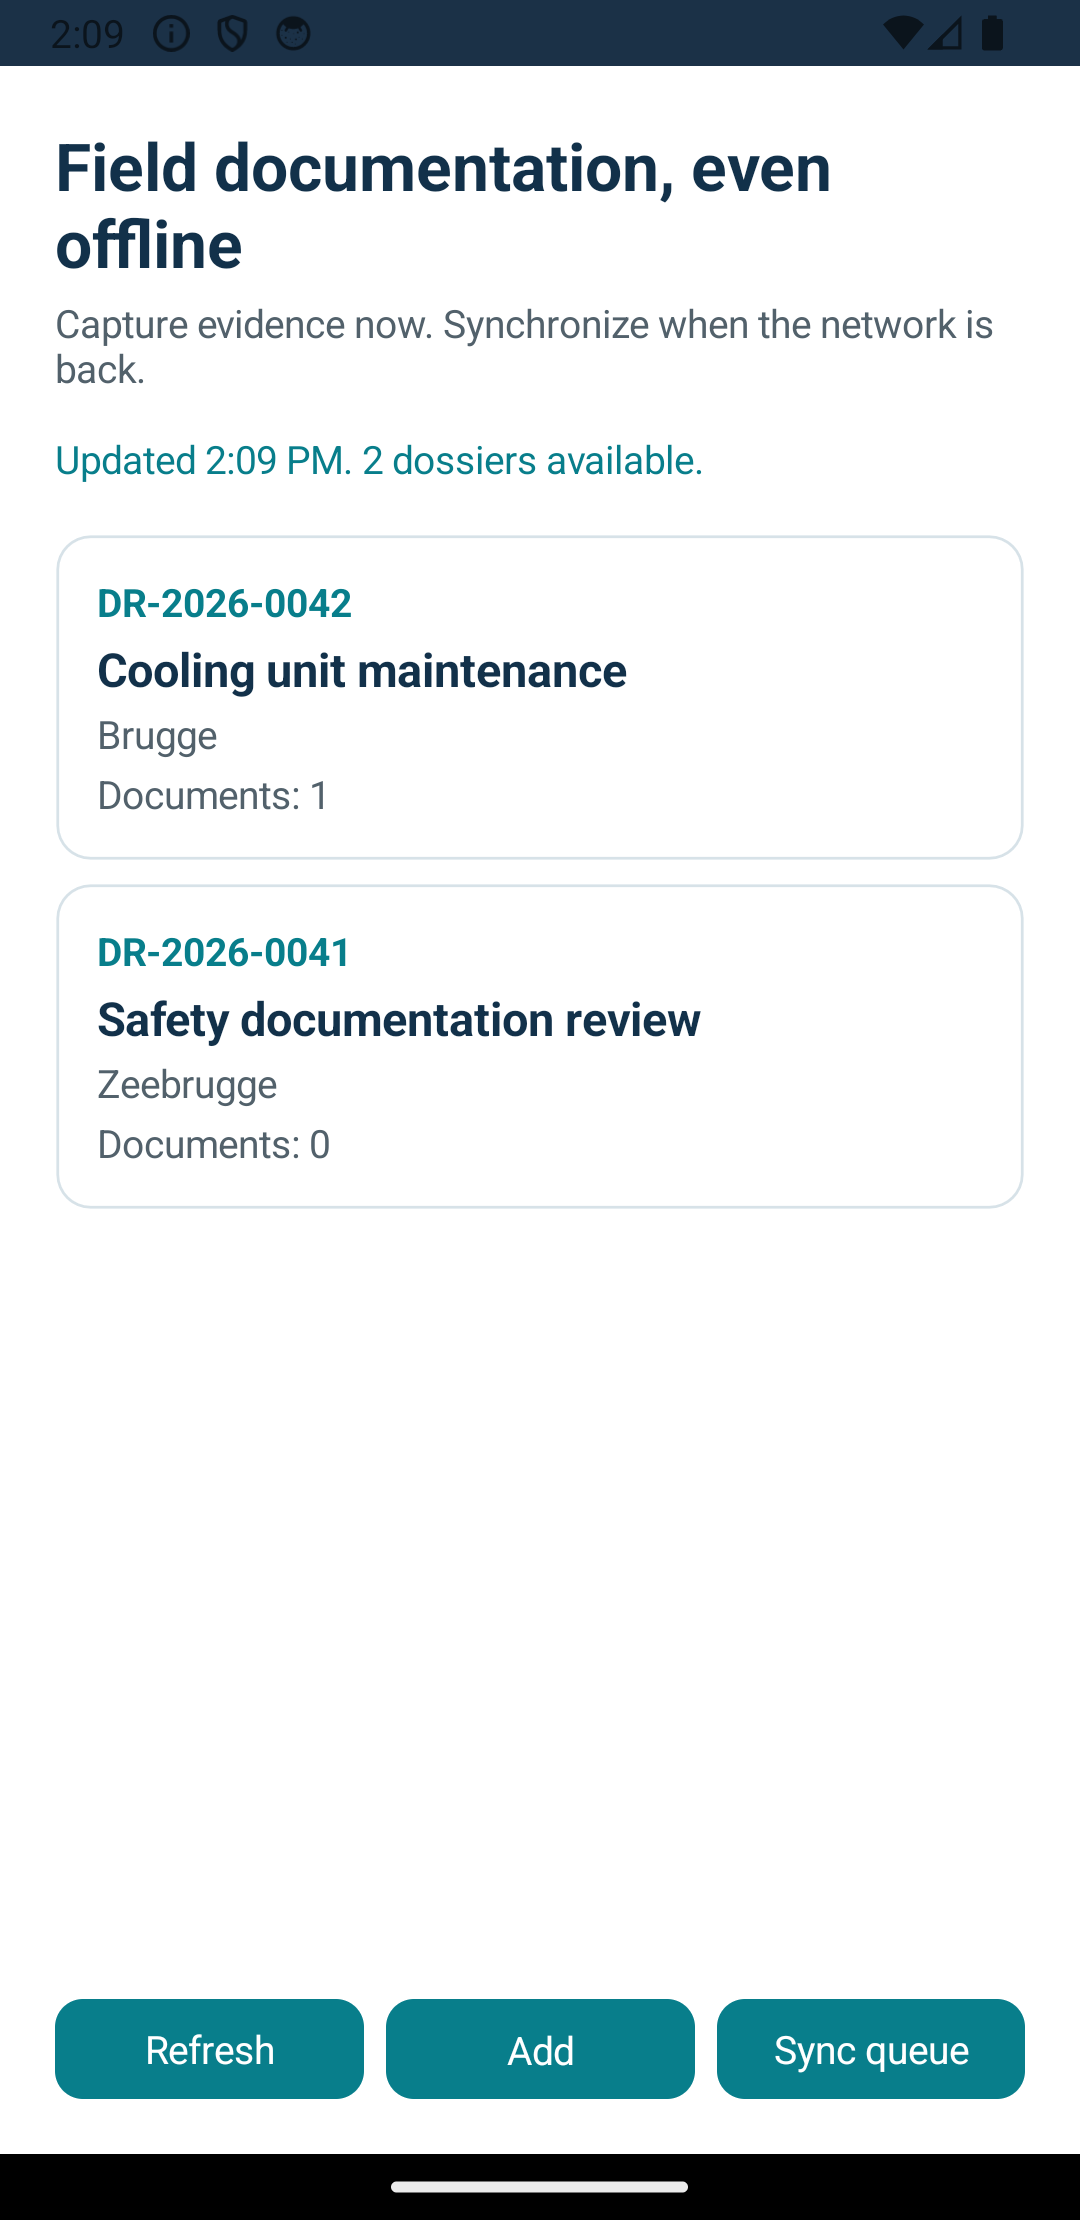 2:09
Field documentation, even
offline
Capture evidence now. Synchronize when the network is
back.
Updated 2:09 PM. 2 dossiers available.
DR-2026-0042
Cooling unit maintenance
Brugge
Documents: 1
DR-2026-0041
Safety documentation review
Zeebrugge
Documents: 0
Refresh
Add
Sync queue